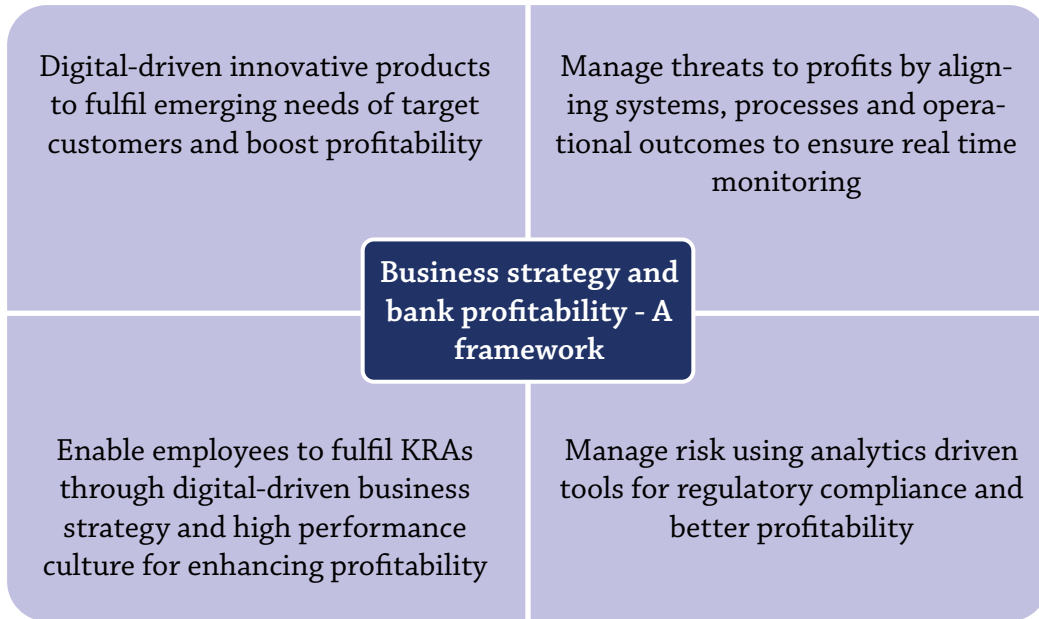 Digital-driven innovative products
to fulfil emerging needs of target
customers and boost profitability
Manage threats to profits by align-
ing systems, processes and opera-
tional outcomes to ensure real time
monitoring
Business strategy and
bank profitability - A
framework
Enable employees to fulfil KRAs
through digital-driven business
strategy and high performance
culture for enhancing profitability
Manage risk using analytics driven
tools for regulatory compliance and
better profitability